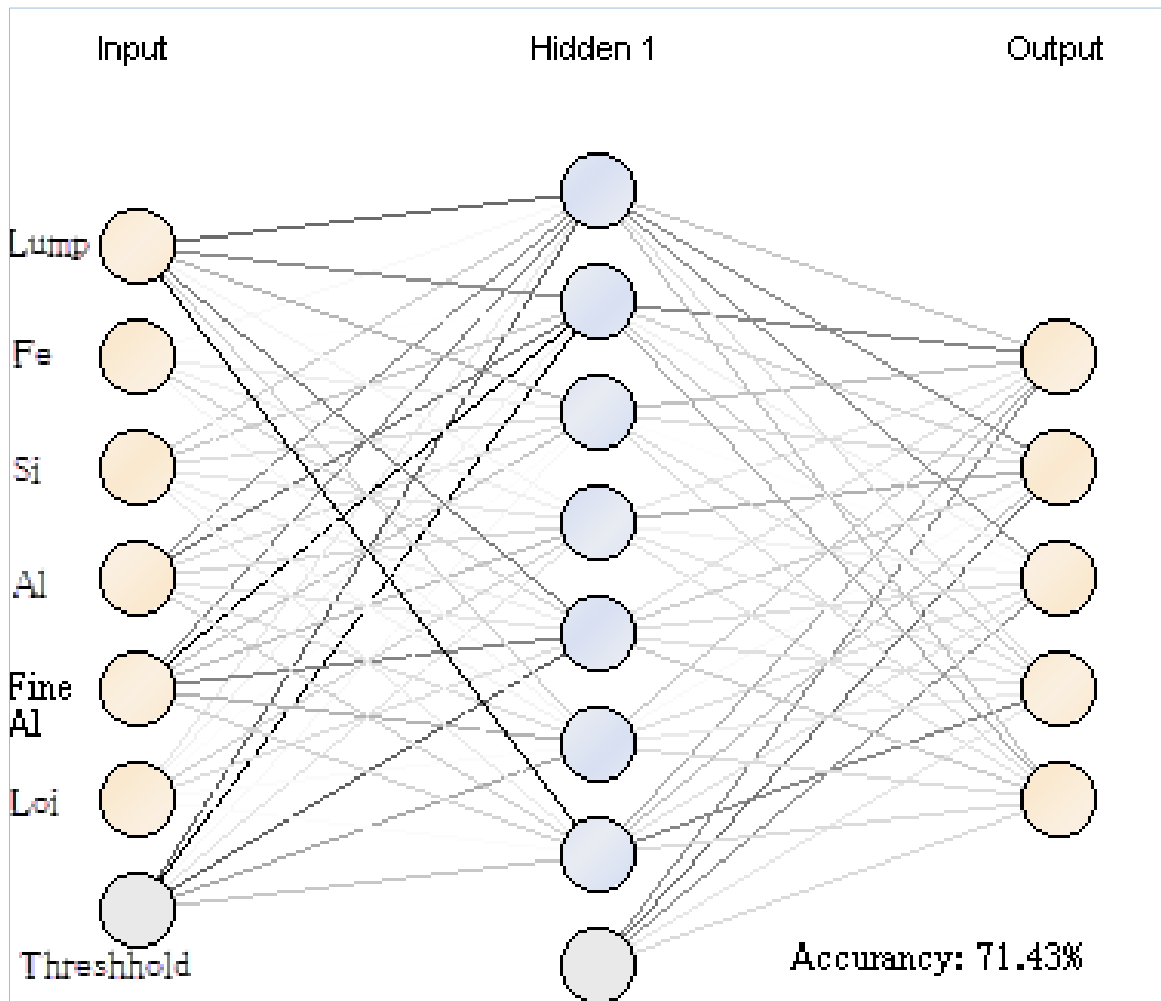 Input Hidden 1 Output
Lump
Fe
Si
Al
Fine
Al
Loi
Threshhold
Accurancy: 71.43%